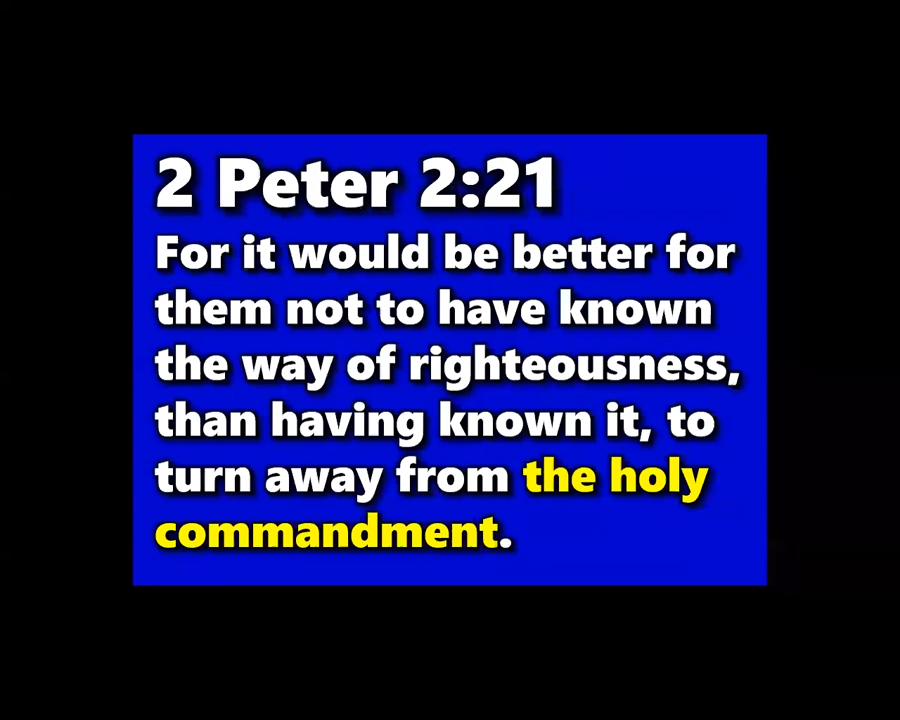 2 Peter 2:21
For it would be better for
them not to have known
the way of righteousness,
than having known it, to
turn away from the holy
commandment.